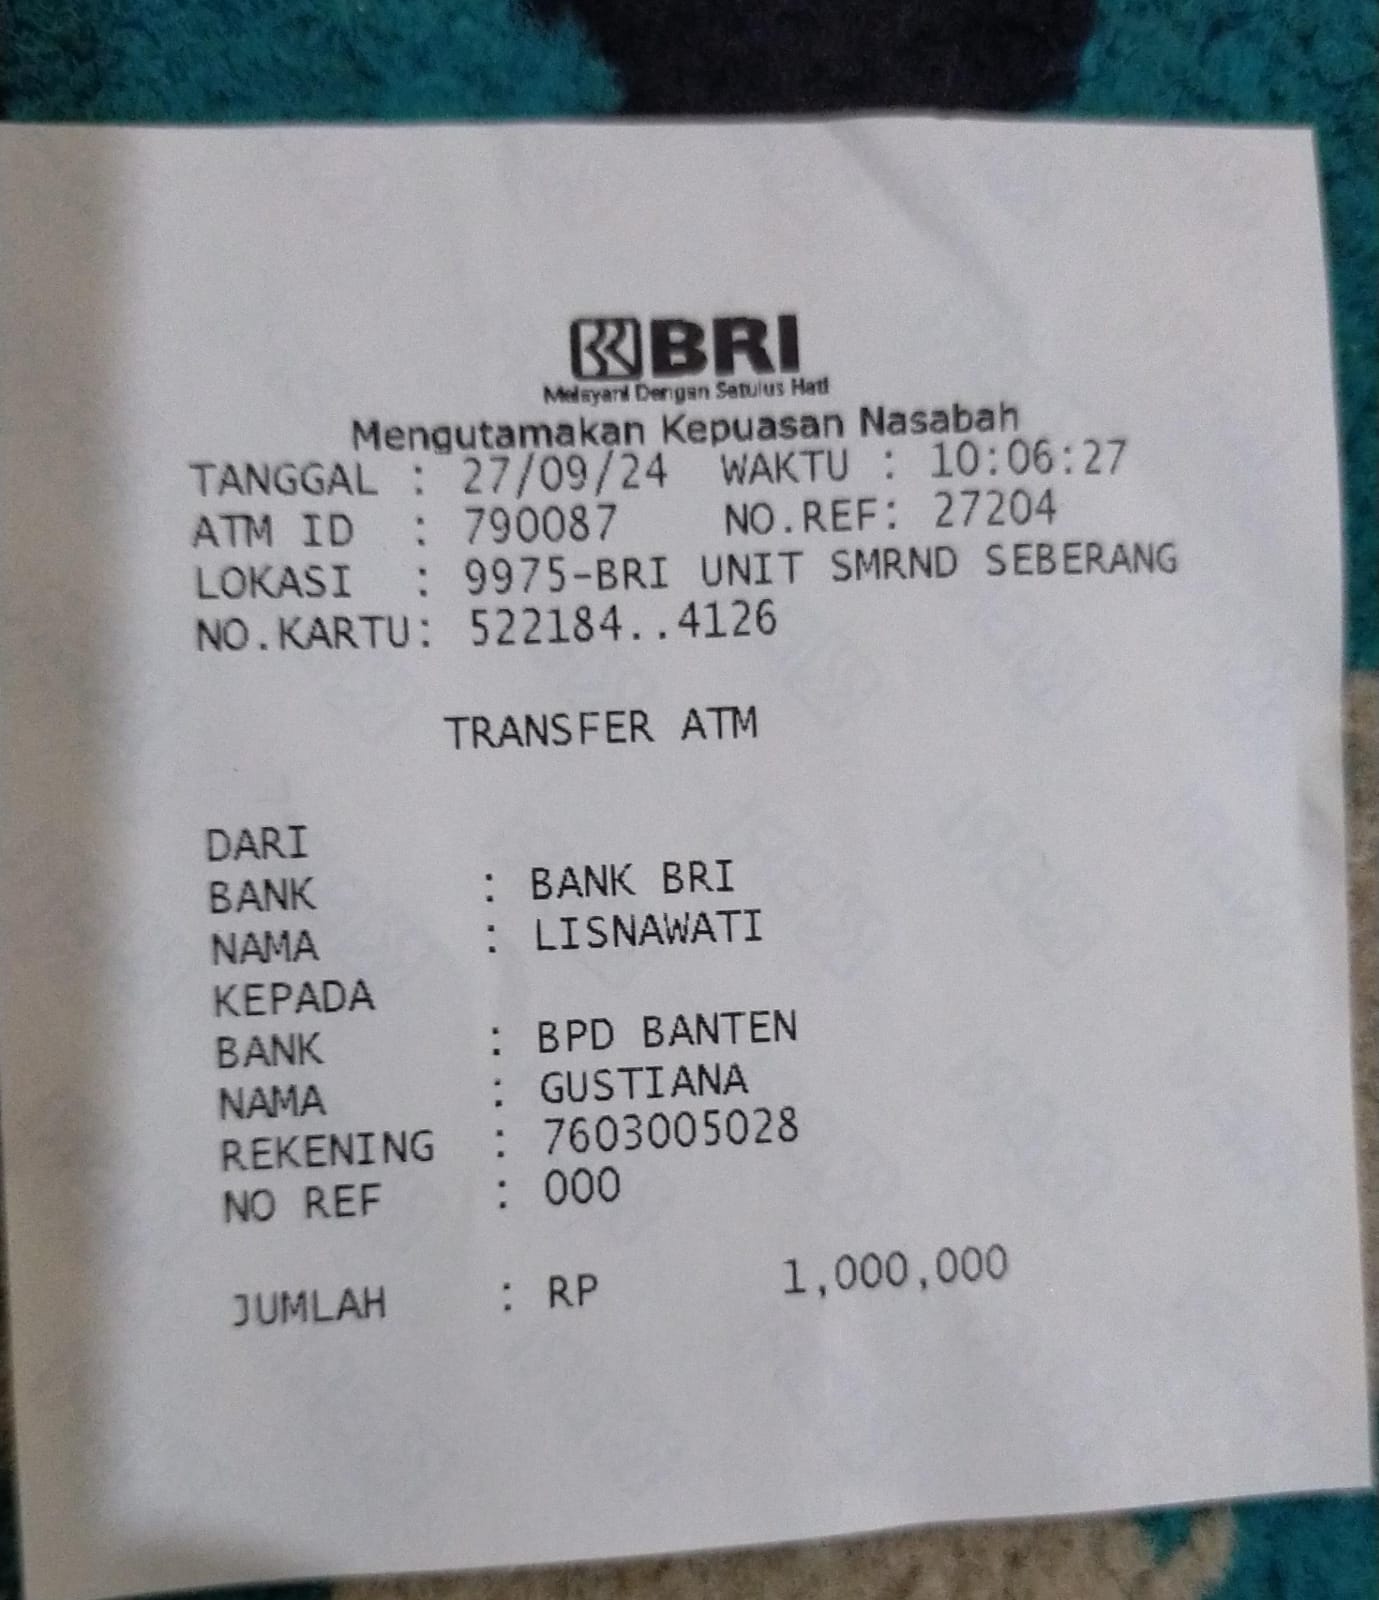 BRI
Melayani Dengan Setulus Hati
Mengutamakan Kepuasan Nasabah
TANGGAL : 27/09/24 WAKTU : 10:06:27
ATM ID : 790087 NO.REF: 27204
LOKASI : 9975-BRI UNIT SMRND SEBERANG
NO.KARTU: 522184..4126
TRANSFER ATM
DARI
BANK : BANK BRI
NAMA : LISNAWATI
KEPADA
BANK : BPD BANTEN
NAMA : GUSTIANA
REKENING : 7603005028
NO REF : 000
JUMLAH : RP 1,000,000